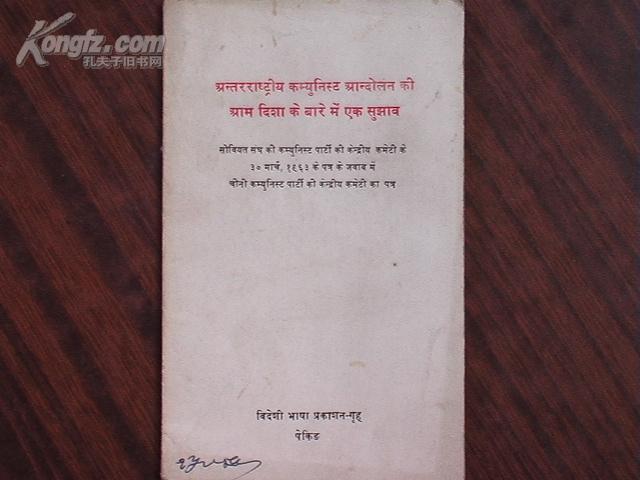 Kongfz.com
孔夫子旧书网
अन्तरराष्ट्रीय कम्युनिस्ट आन्दोलन की
आम दिशा के बारे में एक सुझाव
सोवियत संघ की कम्युनिस्ट पार्टी की केन्द्रीय कमेटी के
३० मार्च, १९६३ के पत्र के जवाब में
चीनी कम्युनिस्ट पार्टी की केन्द्रीय कमेटी का पत्र
विदेशी भाषा प्रकाशन-गृह
पेकिङ